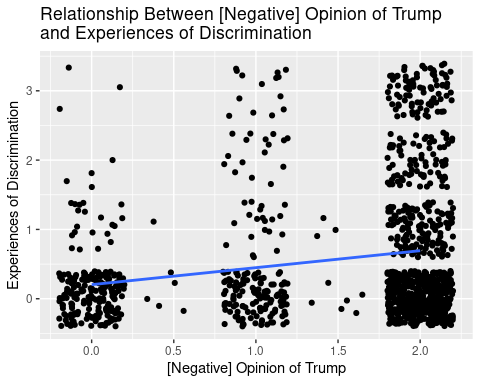 Relationship Between [Negative] Opinion of Trump
and Experiences of Discrimination
Experiences of Discrimination
3
2
1
0
0.0 0.5 1.0 1.5 2.0
[Negative] Opinion of Trump